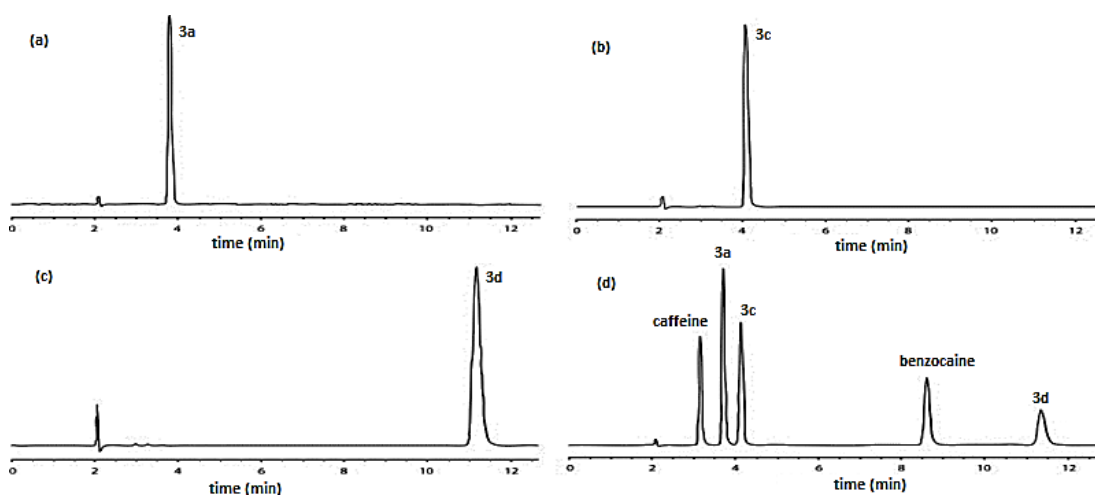 (a)
3a
0 2 4 6 8 10 12
time (min)
(b)
3c
0 2 4 6 8 10 12
time (min)
(c)
3d
0 2 4 6 8 10 12
time (min)
(d)
3a
3c
caffeine
benzocaine
3d
0 2 4 6 8 10 12
time (min)